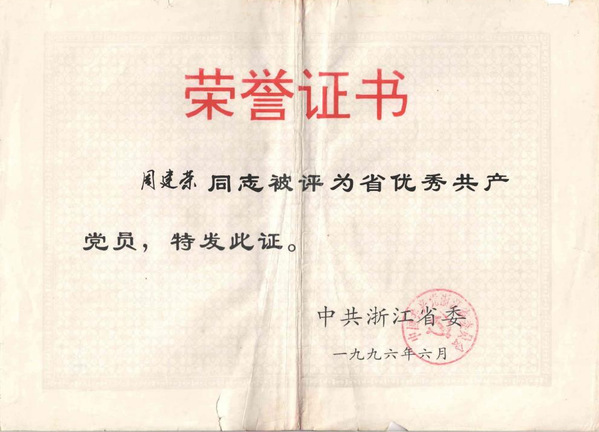 荣誉证书
周建荣 同志被评为省优秀共产
党员，特发此证。
中共浙江省委
一九九六年六月